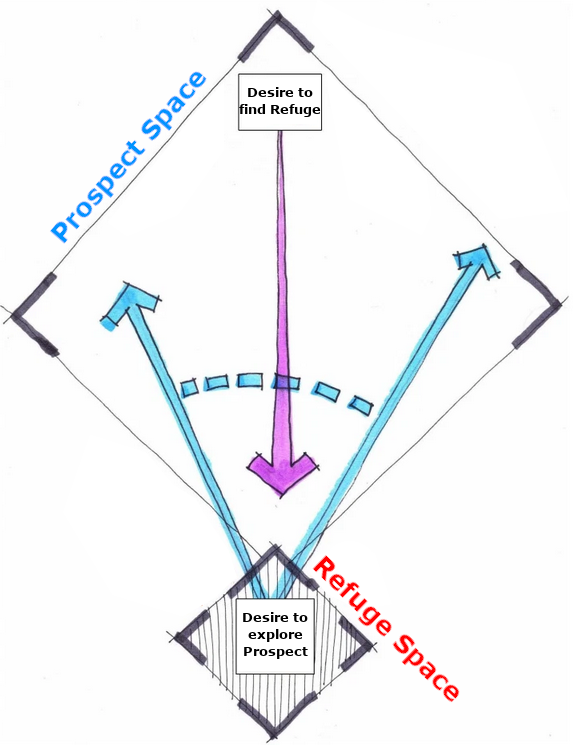 Prospect Space
Desire to
find Refuge
Refuge Space
Desire to
explore
Prospect